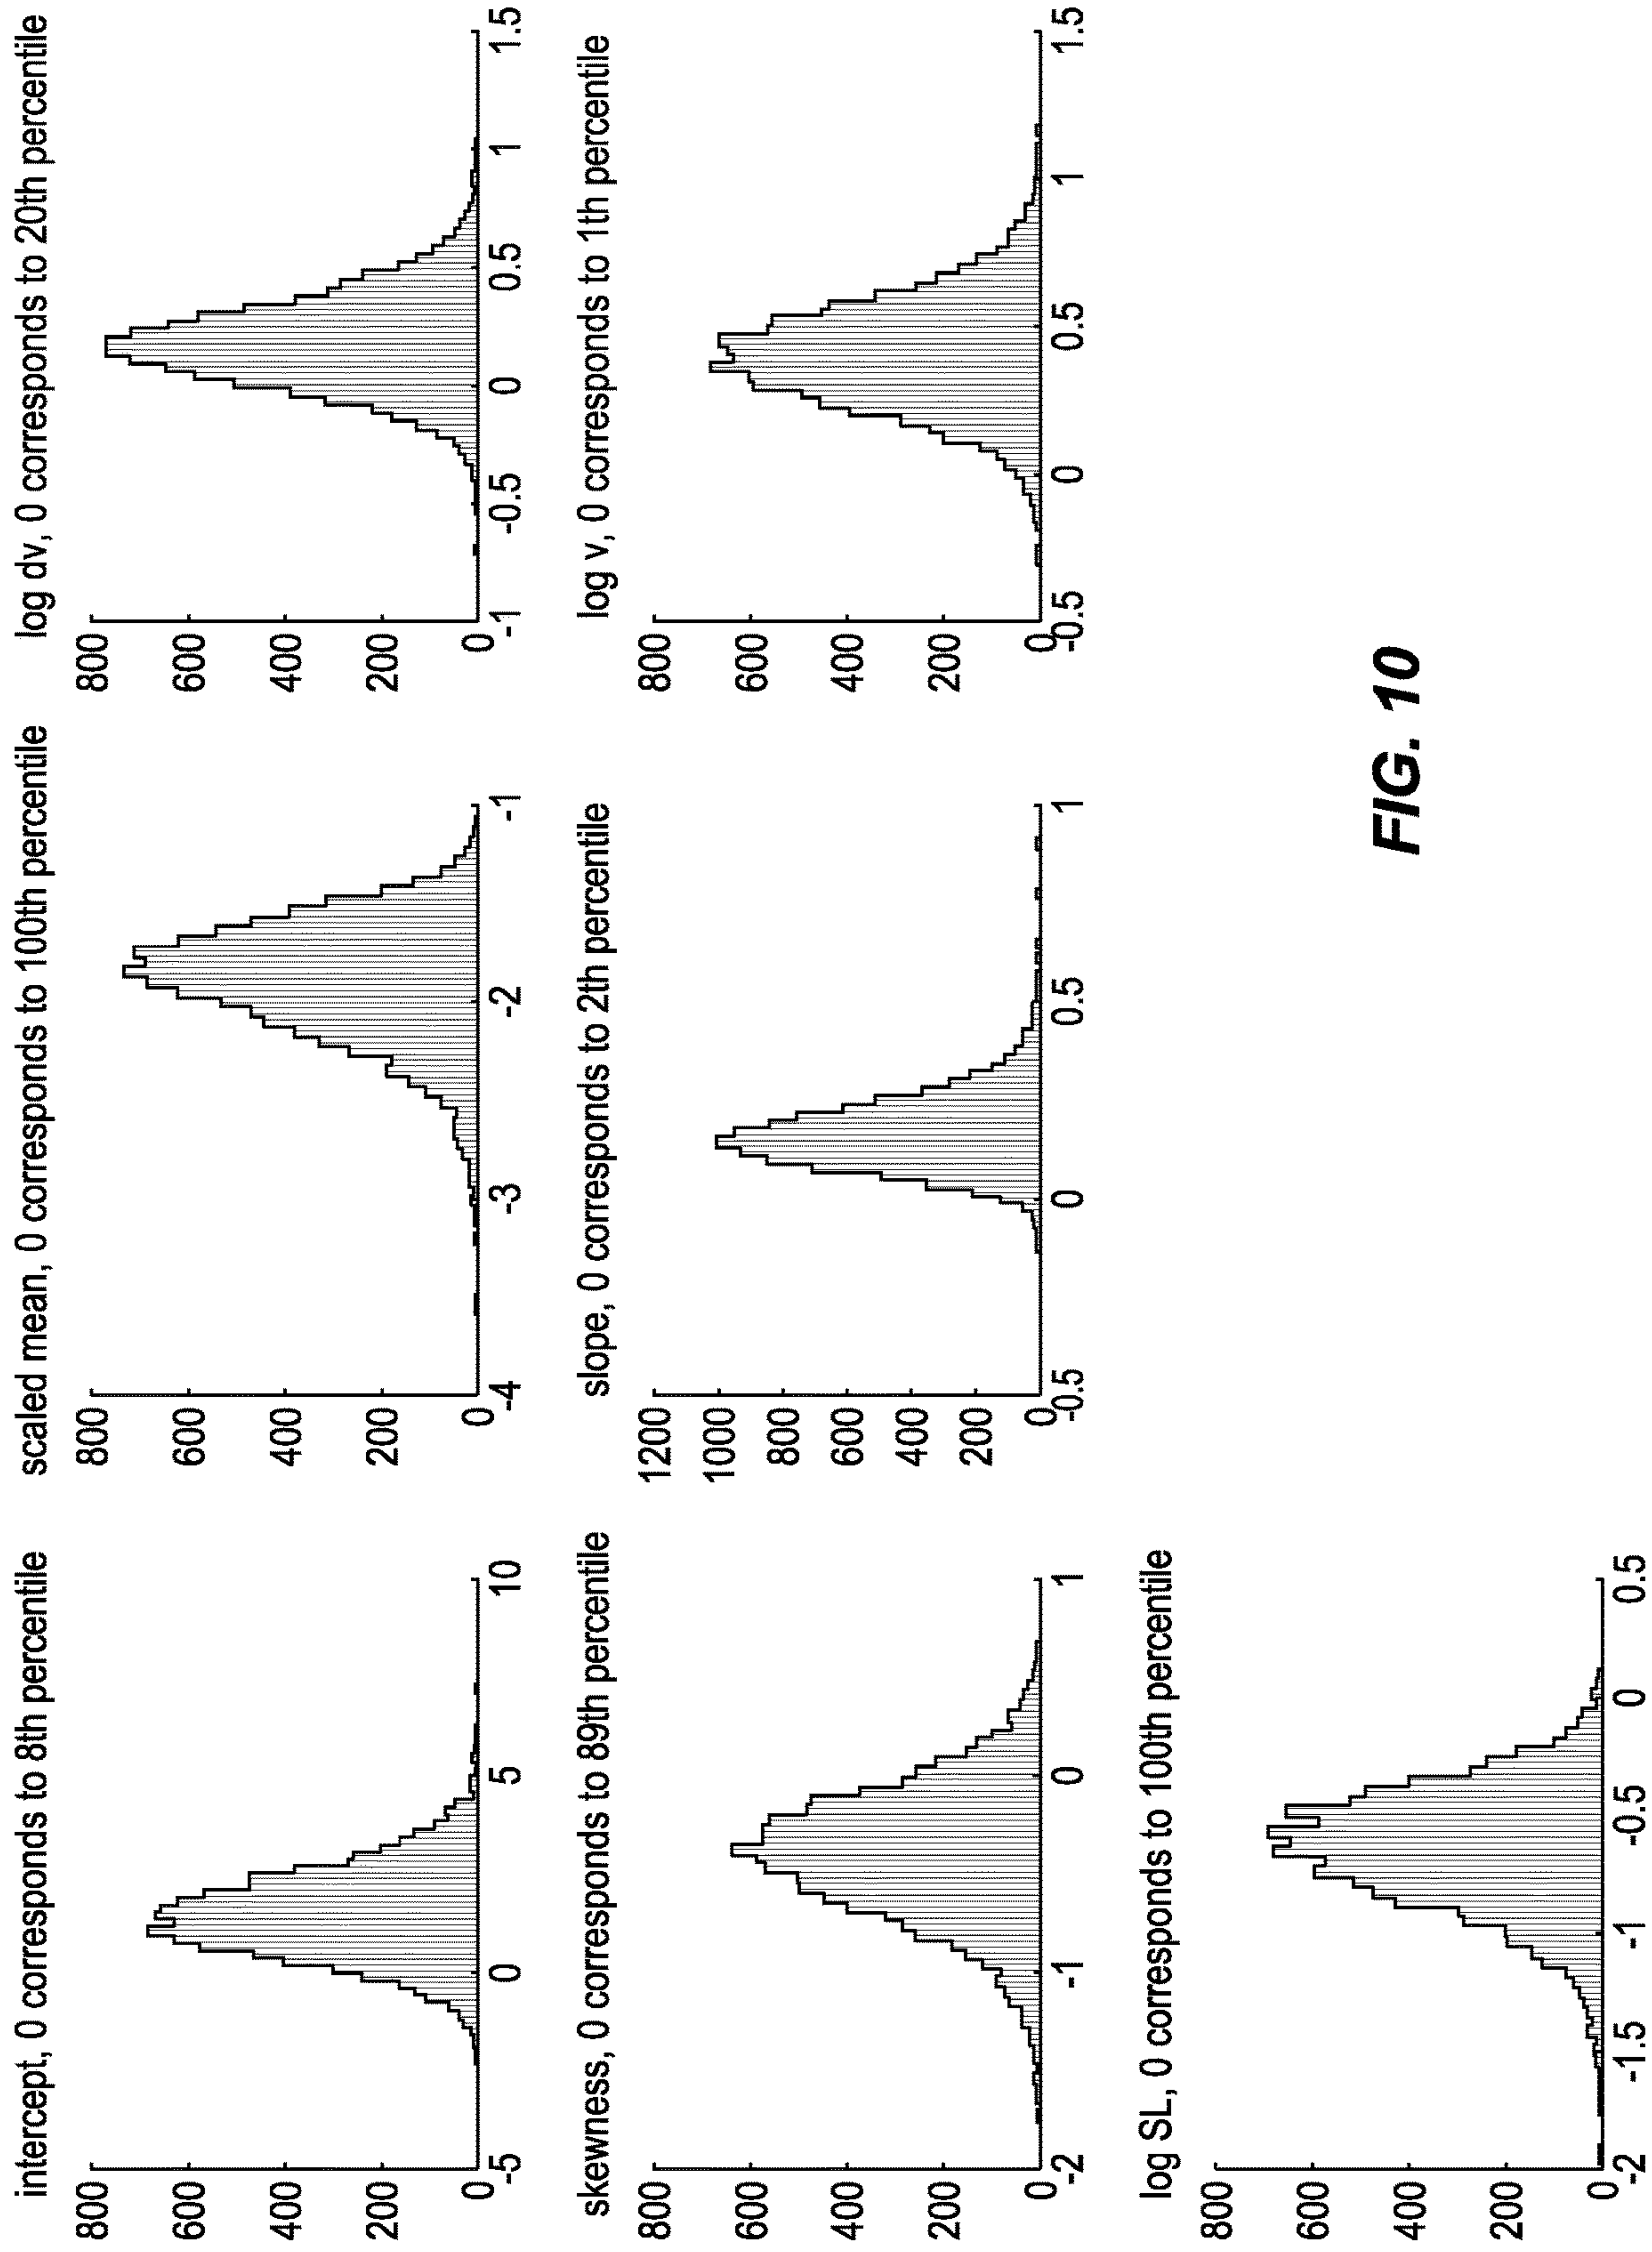 intercept, 0 corresponds to 8th percentile
800
600
400
200
0
-5 0 5 10
scaled mean, 0 corresponds to 100th percentile
800
600
400
200
0
-4 -3 -2 -1
log dv, 0 corresponds to 20th percentile
800
600
400
200
0
-1 -0.5 0 0.5 1 1.5
skewness, 0 corresponds to 89th percentile
800
600
400
200
0
-2 -1 0 1
slope, 0 corresponds to 2th percentile
1200
1000
800
600
400
200
0
-0.5 0 0.5 1
log v, 0 corresponds to 1th percentile
800
600
400
200
0
-0.5 0 0.5 1 1.5
log SL, 0 corresponds to 100th percentile
800
600
400
200
0
-2 -1.5 -1 -0.5 0 0.5
FIG. 10